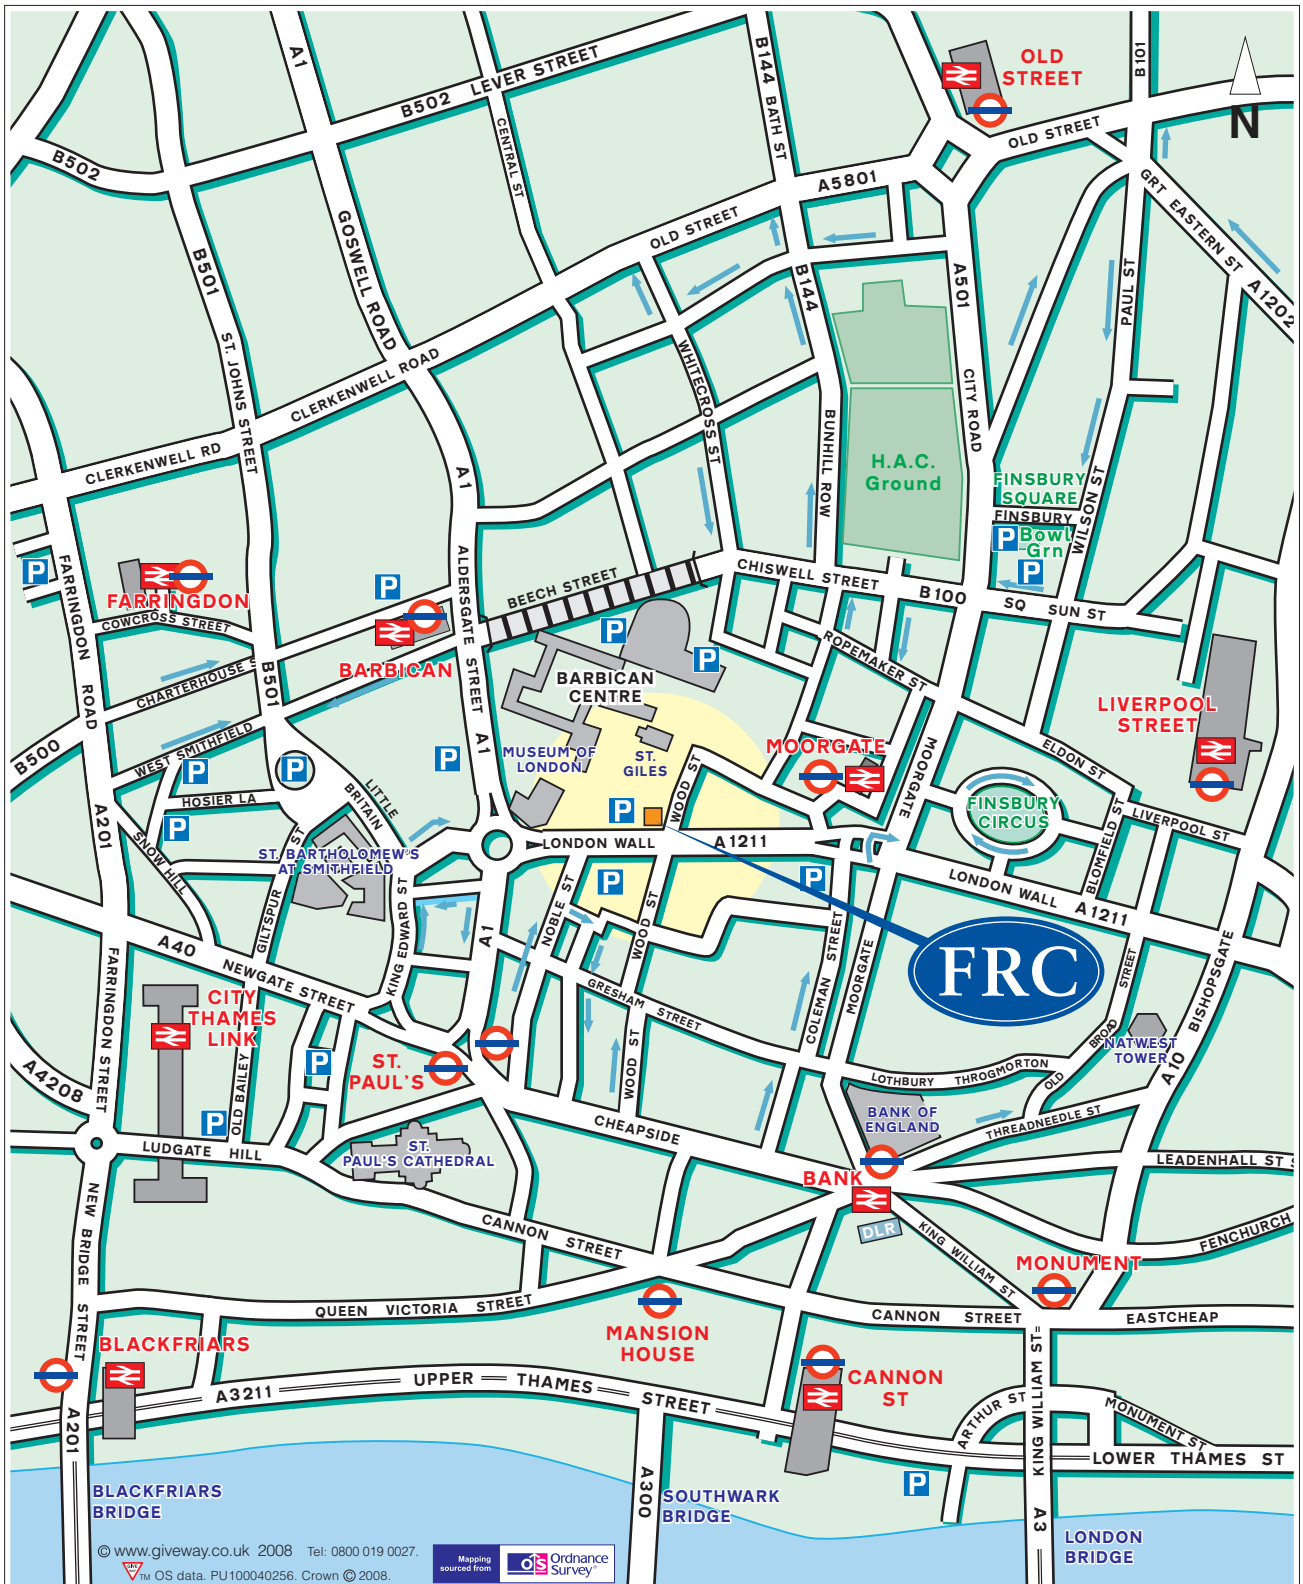 A1
B502 LEVER STREET
B144 BATH ST
OLD
STREET
B101
N
B502
CENTRAL ST
OLD STREET
A5801
GRT EASTERN ST
A1202
B501
GOSWELL ROAD
OLD STREET
B144
A501
PAUL ST
ST. JOHNS STREET
CLERKENWELL ROAD
WHITECROSS ST
CITY ROAD
BUNHILL ROW
CLERKENWELL RD
A1
H.A.C.
Ground
FINSBURY
SQUARE
FINSBURY
WILSON ST
P
Bowl
Grn
P
P
FARRINGDON
FARRINGDON ROAD
COWCROSS STREET
P
ALDERSGATE STREET
A1
BEECH STREET
CHISWELL STREET
B100
SQ
SUN ST
P
P
BARBICAN
CHARTERHOUSE
B501
BARBICAN
CENTRE
ROPEMAKER ST
LIVERPOOL
STREET
B500
WEST SMITHFIELD
P
P
P
MUSEUM OF
LONDON
ST.
GILES
WOOD ST
MOORGATE
MOORGATE
ELDON ST
HOSIER LA
LITTLE
BRITAIN
P
FINSBURY
CIRCUS
LIVERPOOL ST
A201
P
SNOW HILL
ST. BARTHOLOMEW'S
AT SMITHFIELD
LONDON WALL
A1211
P
P
LONDON WALL
A1211
BLOMFIELD ST
GILTSPUR ST
KING EDWARD ST
NOBLE ST
WOOD ST
A1
FRC
A40
NEWGATE STREET
GRESHAM STREET
COLEMAN STREET
MOORGATE
BISHOPSGATE
FARRINGDON STREET
CITY
THAMES
LINK
OLD BAILEY
P
ST.
PAUL'S
WOOD ST
LOTHBURY
THROGMORTON
OLD BROAD STREET
NATWEST
TOWER
A10
A4208
P
LUDGATE HILL
ST.
PAUL'S CATHEDRAL
CHEAPSIDE
BANK OF
ENGLAND
THREADNEEDLE ST
LEADENHALL ST
BANK
DLR
NEW BRIDGE STREET
CANNON STREET
KING WILLIAM ST
FENCHURCH
MONUMENT
QUEEN VICTORIA STREET
CANNON STREET
EASTCHEAP
MANSION
HOUSE
BLACKFRIARS
CANNON
ST
A3211
UPPER THAMES STREET
KING WILLIAM ST
ARTHUR ST
MONUMENT ST
LOWER THAMES ST
A201
P
A300
A3
BLACKFRIARS
BRIDGE
SOUTHWARK
BRIDGE
LONDON
BRIDGE
© www.giveway.co.uk 2008 Tel: 0800 019 0027.
GIVE
TM OS data. PU100040256. Crown © 2008.
Mapping
sourced from
OS Ordnance
Survey®